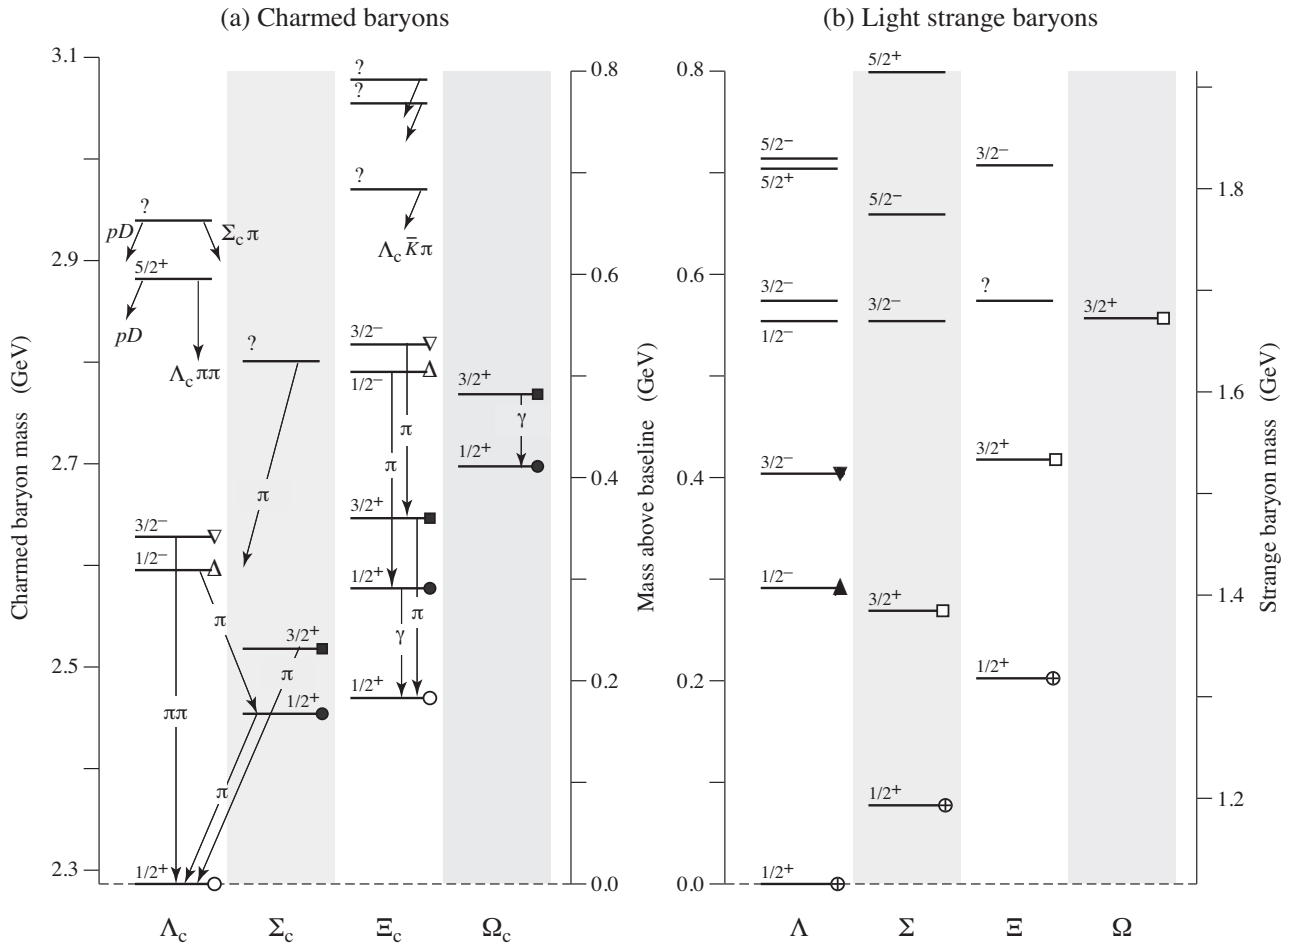 (a) Charmed baryons
(b) Light strange baryons
Charmed baryon mass (GeV)
3.1
2.9
2.7
2.5
2.3
?
pD
Σc π
5/2+
pD
Λc ππ
3/2–
1/2–
π
ππ
π
1/2+
?
π
3/2+
π
1/2+
?
?
?
Λc K̅ π
3/2–
1/2–
π
π
3/2+
1/2+
π
γ
1/2+
3/2+
γ
1/2+
0.8
0.6
0.4
0.2
0.0
Λc
Σc
Ξc
Ωc
Mass above baseline (GeV)
0.8
0.6
0.4
0.2
0.0
5/2–
5/2+
3/2–
1/2–
3/2–
1/2–
1/2+
5/2+
5/2–
3/2–
3/2+
1/2+
3/2–
?
3/2+
1/2+
3/2+
1.8
1.6
1.4
1.2
Strange baryon mass (GeV)
Λ
Σ
Ξ
Ω